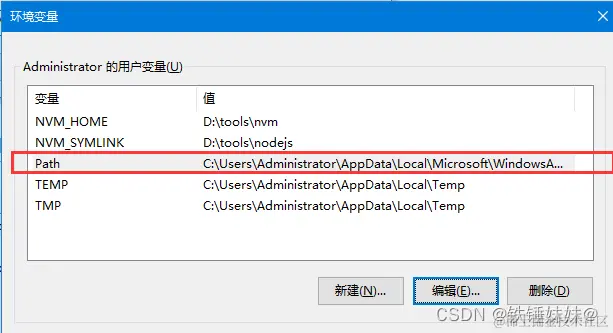 环境变量
Administrator 的用户变量(U)
变量 值
NVM_HOME D:\tools\nvm
NVM_SYMLINK D:\tools\nodejs
Path C:\Users\Administrator\AppData\Local\Microsoft\WindowsA...
TEMP C:\Users\Administrator\AppData\Local\Temp
TMP C:\Users\Administrator\AppData\Local\Temp
新建(N)... 编辑(E)... 删除(D)
CSDN @铁锤妹妹@